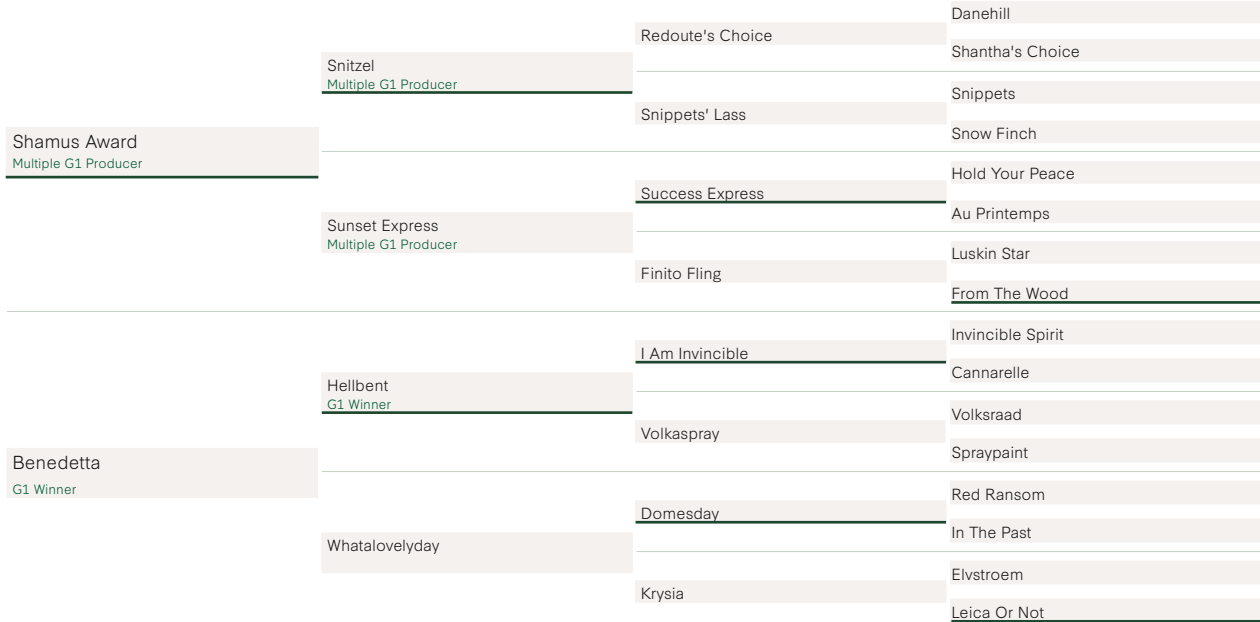 Shamus Award
Multiple G1 Producer
Benedetta
G1 Winner
Snitzel
Multiple G1 Producer
Sunset Express
Multiple G1 Producer
Hellbent
G1 Winner
Whatalovelyday
Redoute's Choice
Snippets' Lass
Success Express
Finito Fling
I Am Invincible
Volkaspray
Domesday
Krysia
Danehill
Shantha's Choice
Snippets
Snow Finch
Hold Your Peace
Au Printemps
Luskin Star
From The Wood
Invincible Spirit
Cannarelle
Volksraad
Spraypaint
Red Ransom
In The Past
Elvstroem
Leica Or Not